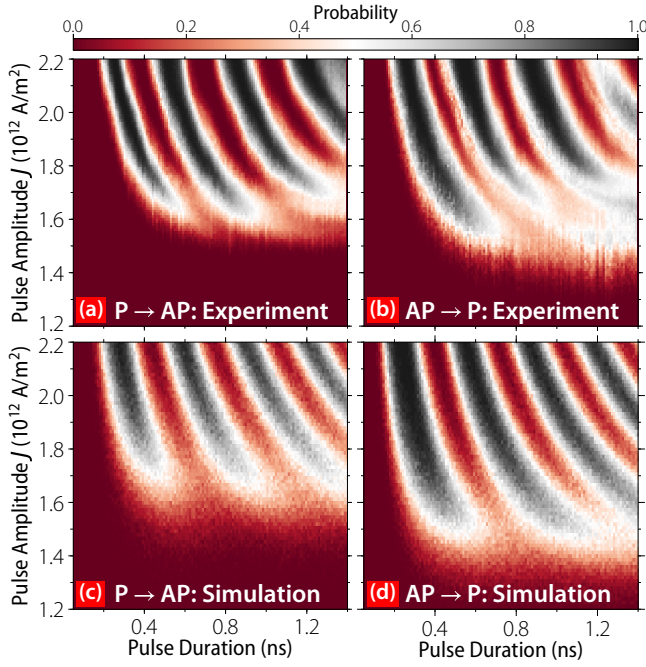 Probability
0.0 0.2 0.4 0.6 0.8 1.0
Pulse Amplitude J (10¹² A/m²)
2.2
2.0
1.8
1.6
1.4
1.2
(a) P → AP: Experiment
(b) AP → P: Experiment
Pulse Amplitude J (10¹² A/m²)
2.2
2.0
1.8
1.6
1.4
1.2
(c) P → AP: Simulation
(d) AP → P: Simulation
0.4 0.8 1.2 0.4 0.8 1.2
Pulse Duration (ns) Pulse Duration (ns)